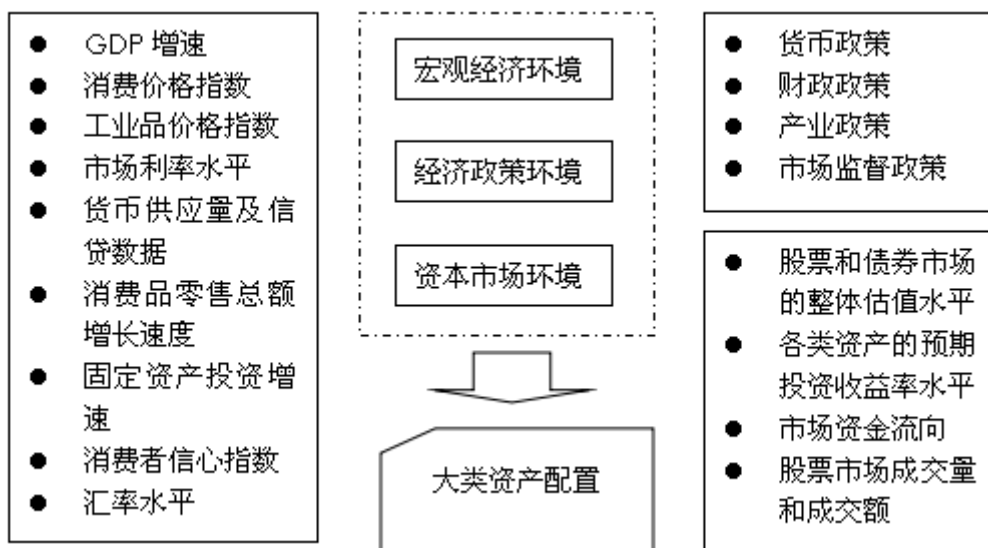 GDP 增速
消费价格指数
工业品价格指数
市场利率水平
货币供应量及信
贷数据
消费品零售总额
增长速度
固定资产投资增
速
消费者信心指数
汇率水平
宏观经济环境
经济政策环境
资本市场环境
大类资产配置
货币政策
财政政策
产业政策
市场监督政策
股票和债券市场
的整体估值水平
各类资产的预期
投资收益率水平
市场资金流向
股票市场成交量
和成交额